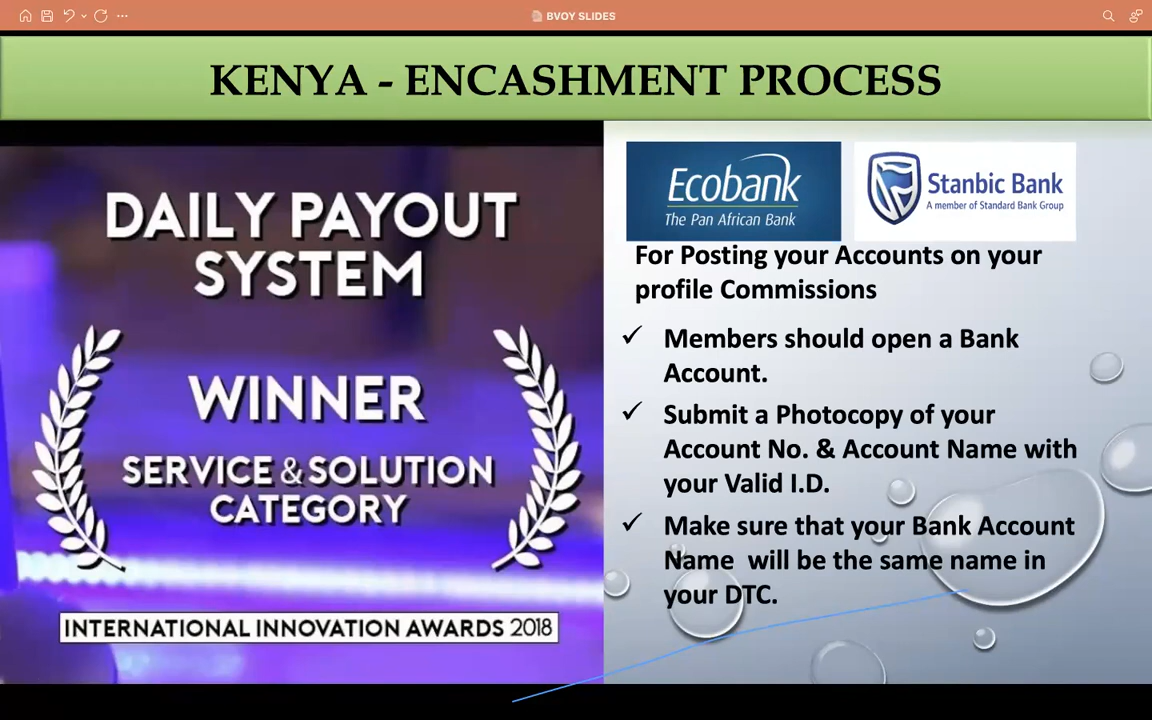 BVOY SLIDES
KENYA - ENCASHMENT PROCESS
DAILY PAYOUT
SYSTEM
WINNER
SERVICE & SOLUTION
CATEGORY
INTERNATIONAL INNOVATION AWARDS 2018
Ecobank
The Pan African Bank
Stanbic Bank
A member of Standard Bank Group
For Posting your Accounts on your
profile Commissions
✓ Members should open a Bank
Account.
✓ Submit a Photocopy of your
Account No. & Account Name with
your Valid I.D.
✓ Make sure that your Bank Account
Name will be the same name in
your DTC.